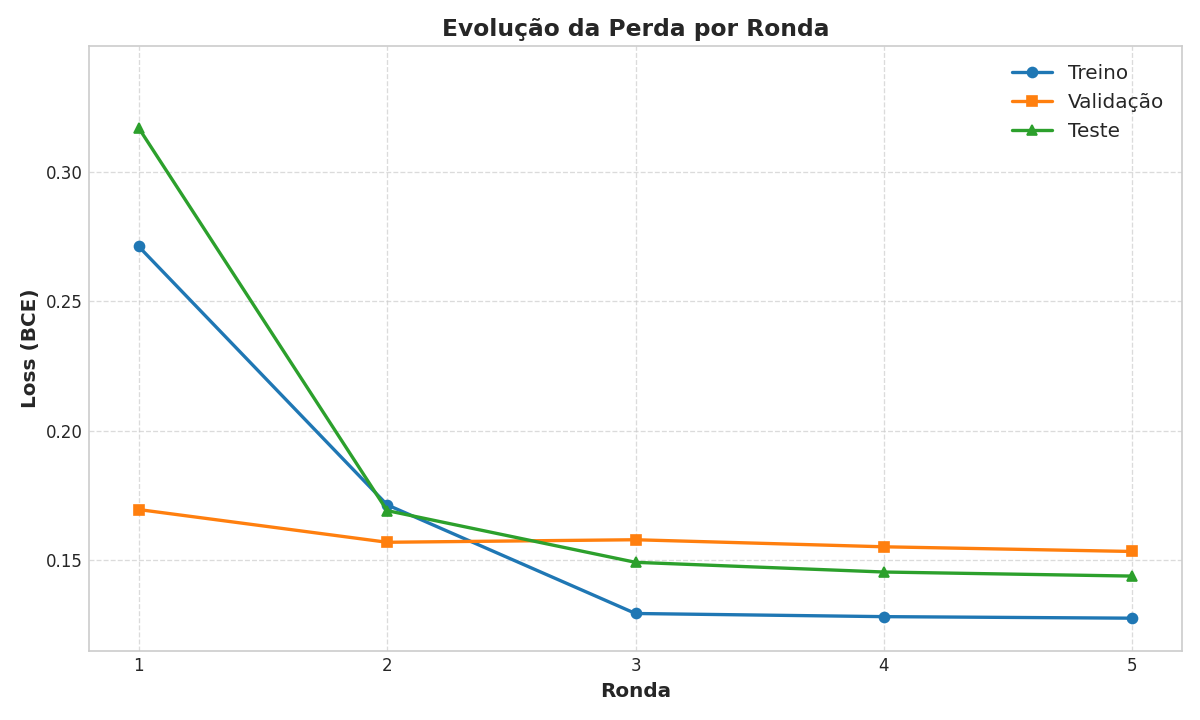 Evolução da Perda por Ronda
Treino
Validação
Teste
Loss (BCE)
0.30
0.25
0.20
0.15
1 2 3 4 5
Ronda